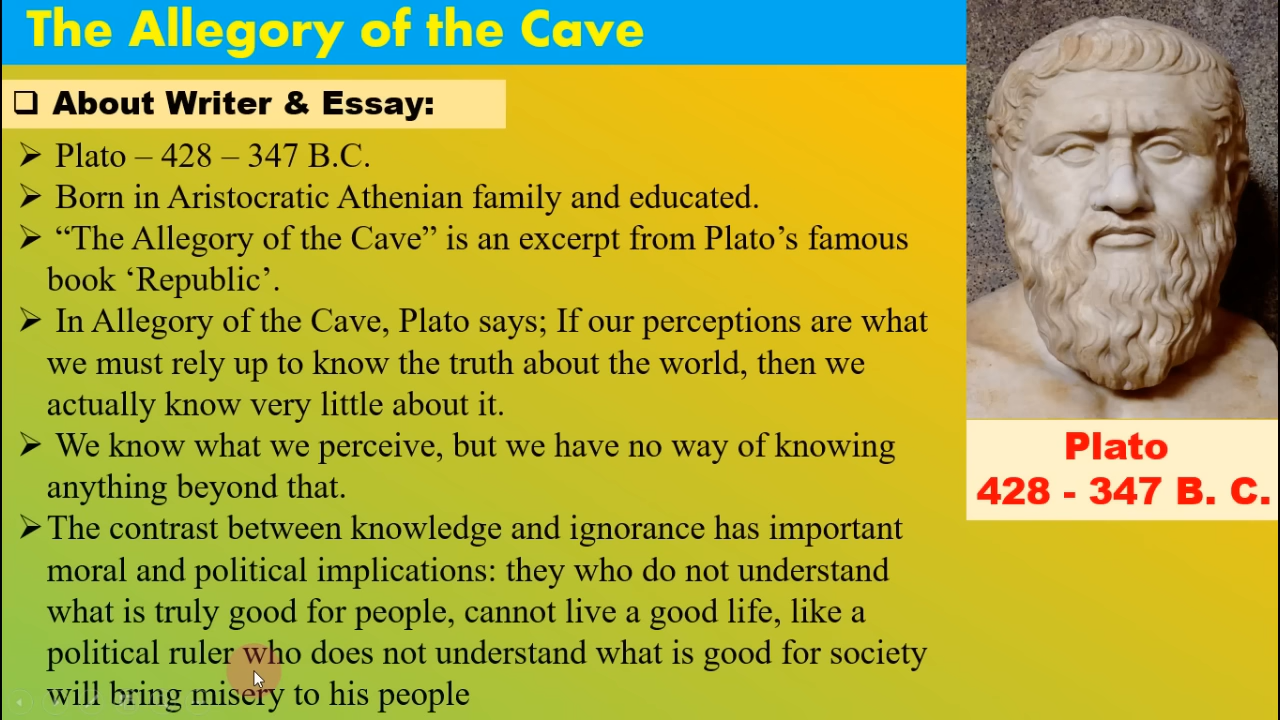 The Allegory of the Cave
❑ About Writer & Essay:
➢ Plato – 428 – 347 B.C.
➢ Born in Aristocratic Athenian family and educated.
➢ “The Allegory of the Cave” is an excerpt from Plato’s famous
book ‘Republic’.
➢ In Allegory of the Cave, Plato says; If our perceptions are what
we must rely up to know the truth about the world, then we
actually know very little about it.
➢ We know what we perceive, but we have no way of knowing
anything beyond that.
➢ The contrast between knowledge and ignorance has important
moral and political implications: they who do not understand
what is truly good for people, cannot live a good life, like a
political ruler who does not understand what is good for society
will bring misery to his people
Plato
428 - 347 B. C.